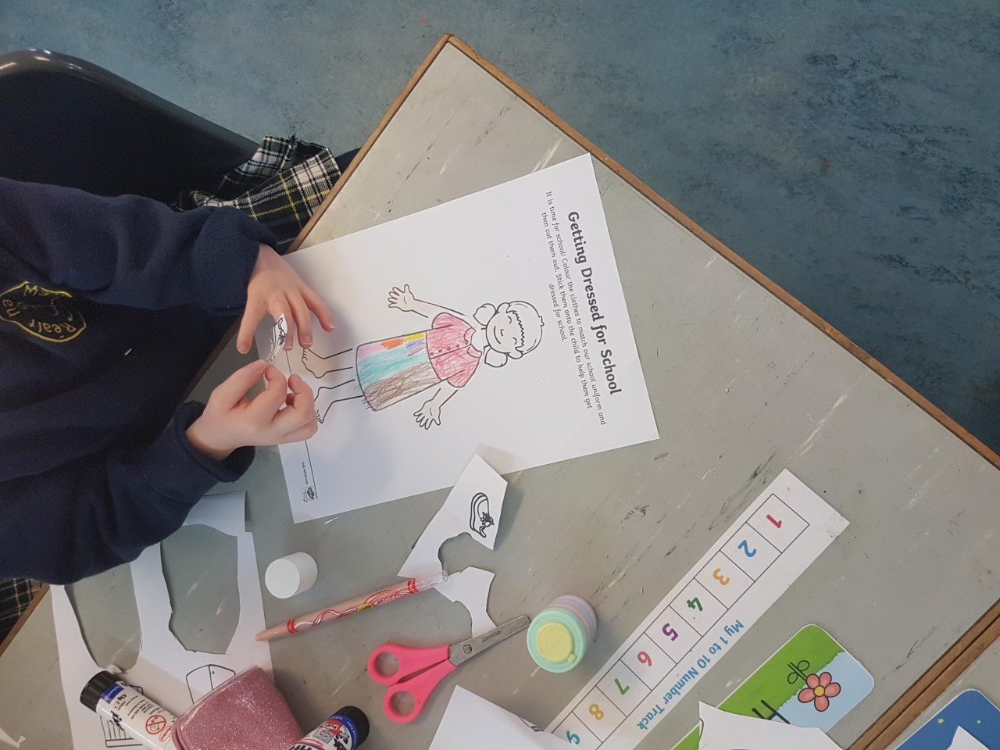 Getting Dressed for School
It is time for school! Colour the clothes to match our school uniform and
then cut them out. Stick them onto the child to help them get
dressed for school.
1 2 3 4 5 6 7 8 9
My 1 to 10 Number Track